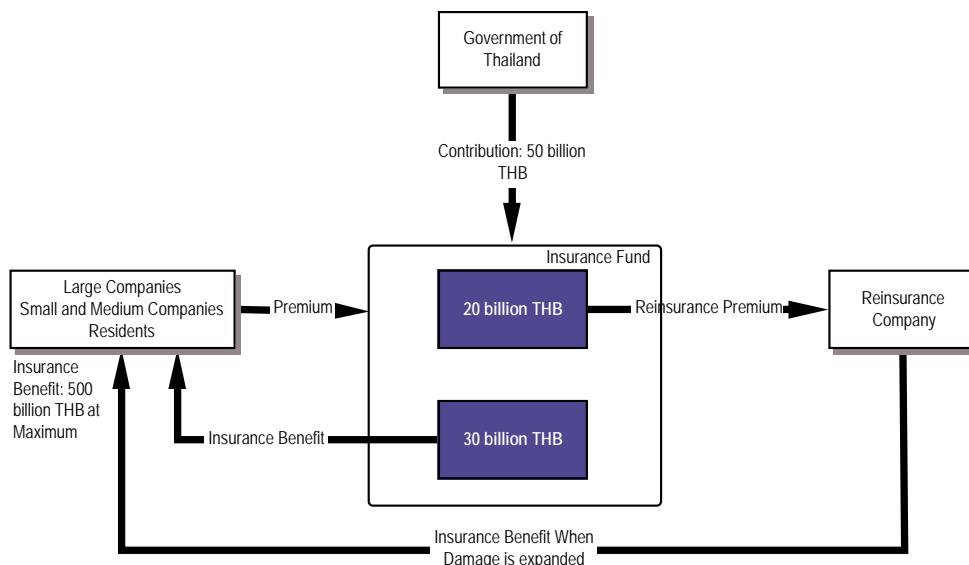 Government of
Thailand
Contribution: 50 billion
THB
Insurance Fund
Large Companies
Small and Medium Companies
Residents
Premium
20 billion THB
Reinsurance Premium
Reinsurance
Company
Insurance
Benefit: 500
billion THB at
Maximum
Insurance Benefit
30 billion THB
Insurance Benefit When
Damage is expanded